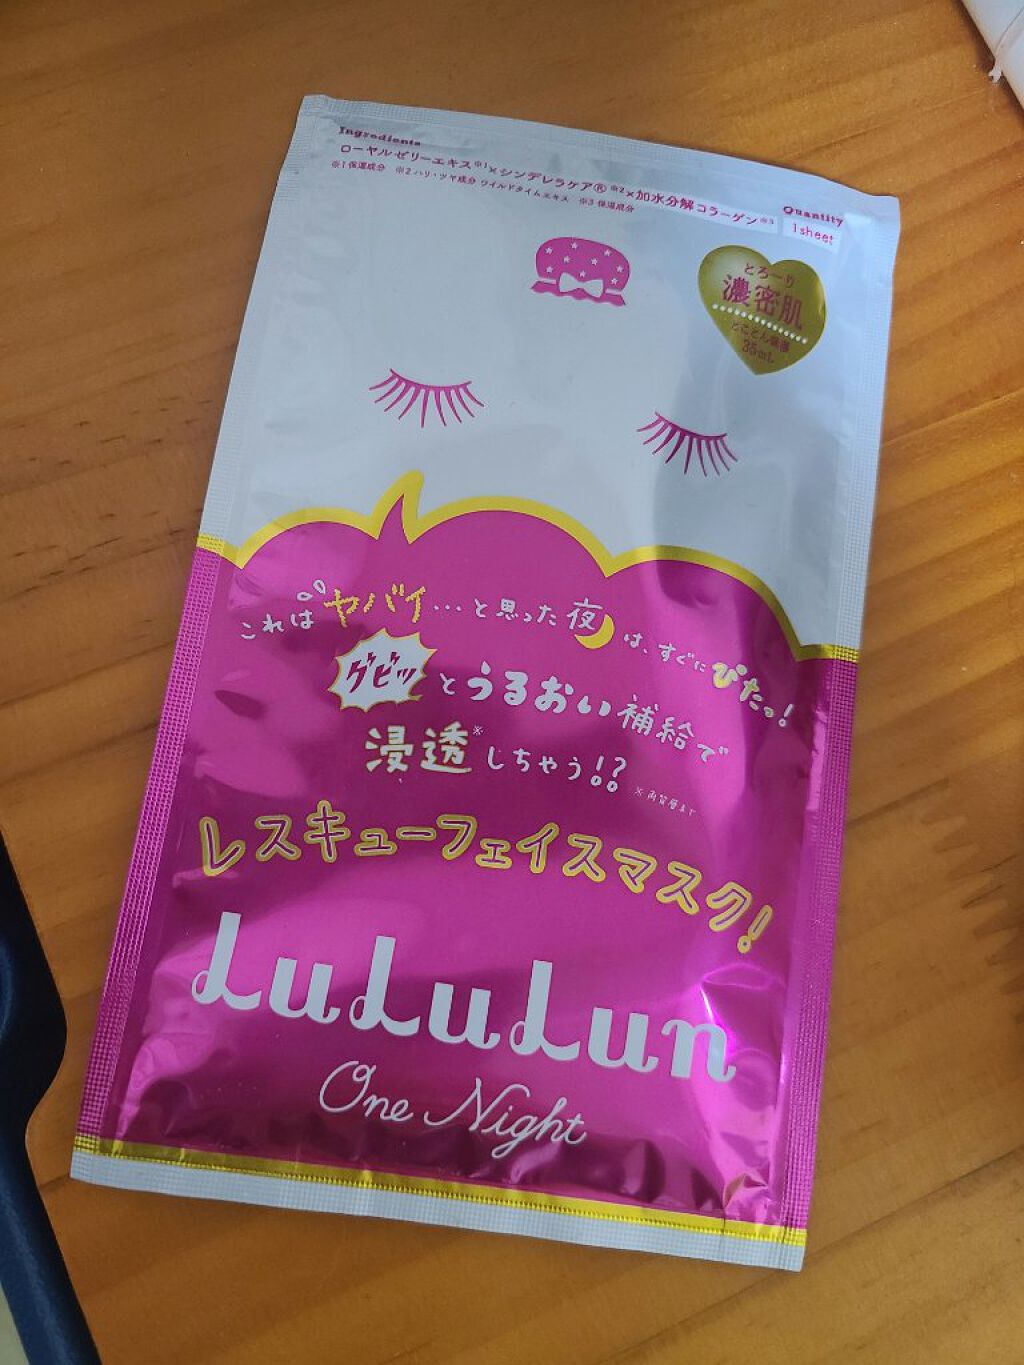 Ingredients
ローヤルゼリーエキス※1×シンデレラケア®※2×加水分解コラーゲン※3
※1保湿成分 ※2ハリ・ツヤ成分 ワイルドタイムエキス ※3 保湿成分
Quantity
1sheet
とろーり
濃密肌
35mL
これは"ヤバイ...と思った夜は、すぐにぴたっ!
グビッとうるおい補給で
浸透※しちゃう!?
※角質層まで
レスキューフェイスマスク!
LuLuLun
One Night